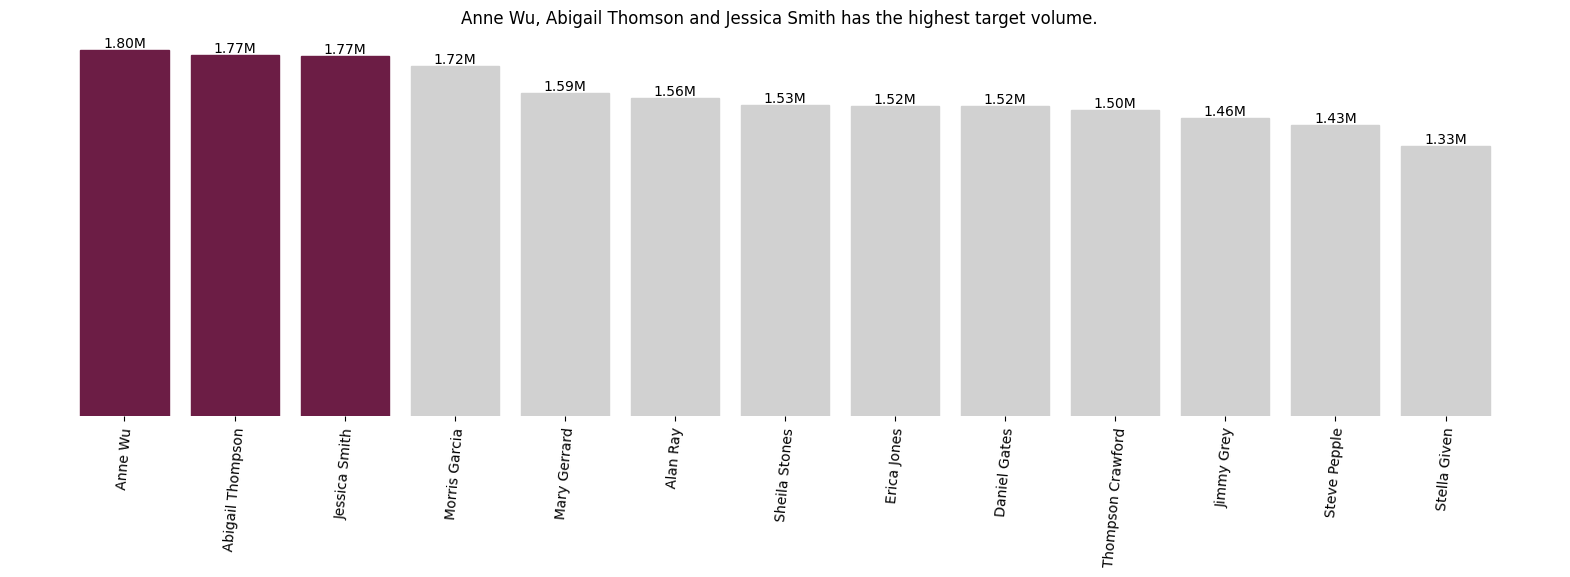 Anne Wu, Abigail Thomson and Jessica Smith has the highest target volume.
1.80M
1.77M
1.77M
1.72M
1.59M
1.56M
1.53M
1.52M
1.52M
1.50M
1.46M
1.43M
1.33M
Anne Wu
Abigail Thompson
Jessica Smith
Morris Garcia
Mary Gerrard
Alan Ray
Sheila Stones
Erica Jones
Daniel Gates
Thompson Crawford
Jimmy Grey
Steve Pepple
Stella Given